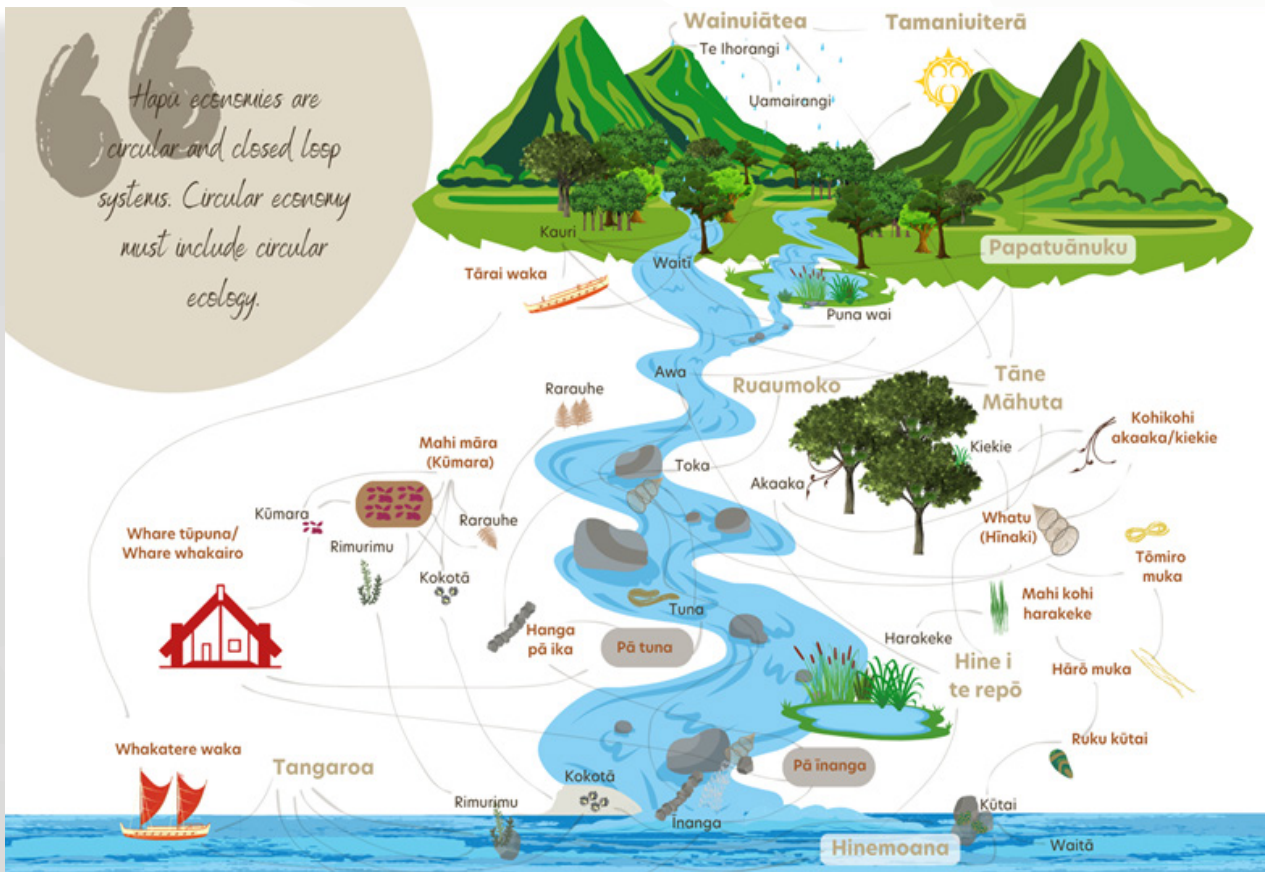 Hapū economies are
circular and closed loop
systems. Circular economy
must include circular
ecology.
Wainuiātea
Tamaniuiterā
Te Ihorangi
Uamairangi
Kauri
Waitī
Papatuānuku
Tārai waka
Puna wai
Awa
Ruaumoko
Tāne
Māhuta
Rarauhe
Kohikohi
akaaka/kiekie
Mahi māra
(Kūmara)
Kiekie
Toka
Akaaka
Kūmara
Rarauhe
Whatu
(Hīnaki)
Whare tūpuna/
Whare whakairo
Rimurimu
Tōmiro
muka
Kokotā
Mahi kohi
harakeke
Tuna
Hanga
pā ika
Pā tuna
Harakeke
Hine i
te repō
Hārō muka
Ruku kūtai
Whakatere waka
Tangaroa
Pā īnanga
Kokotā
Rimurimu
Īnanga
Kūtai
Hinemoana
Waitā